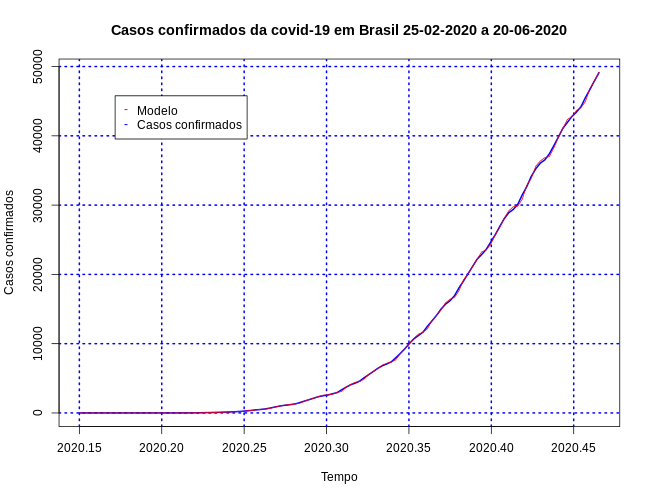 Casos confirmados da covid-19 em Brasil 25-02-2020 a 20-06-2020
Casos confirmados
50000
40000
30000
20000
10000
0
- Modelo
- Casos confirmados
2020.15 2020.20 2020.25 2020.30 2020.35 2020.40 2020.45
Tempo